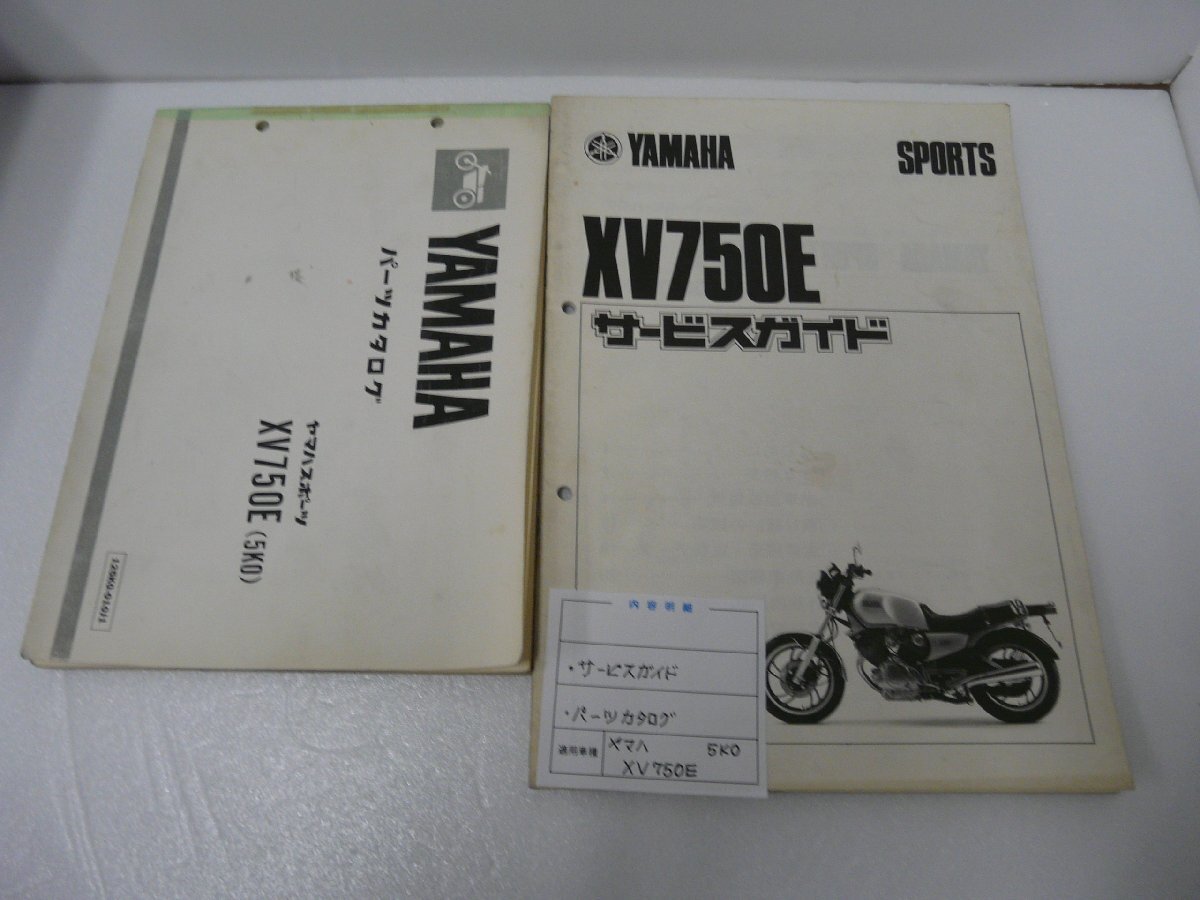 YAMAHA
パーツカタログ
ヤマハスポーツ
XV750E (5K0)
YAMAHA
SPORTS
XV750E
サービスガイド
内容明細
・サービスガイド
・パーツカタログ
適用車種
ヤマハ 5K0
XV750E